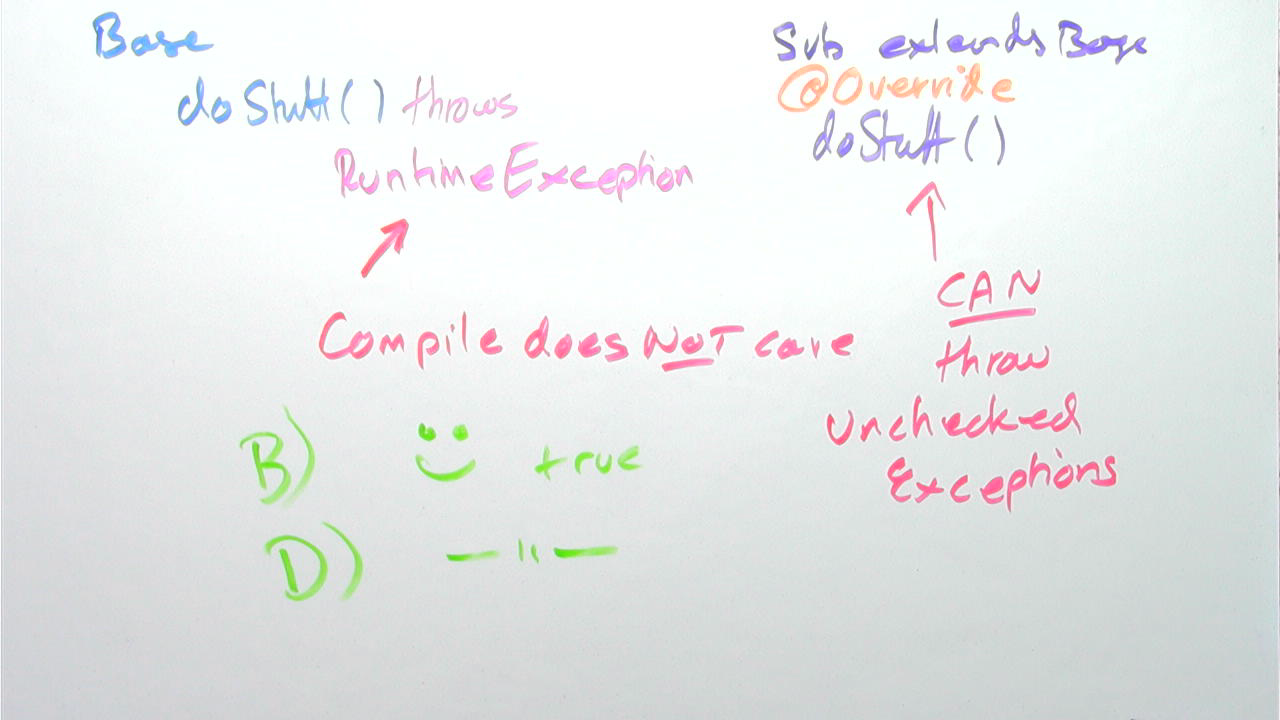 Base
doStuff() throws
RuntimeException
Compile does NOT care
B) true
D) — " —
Sub extends Base
@Override
doStuff()
CAN
throw
Unchecked
Exceptions